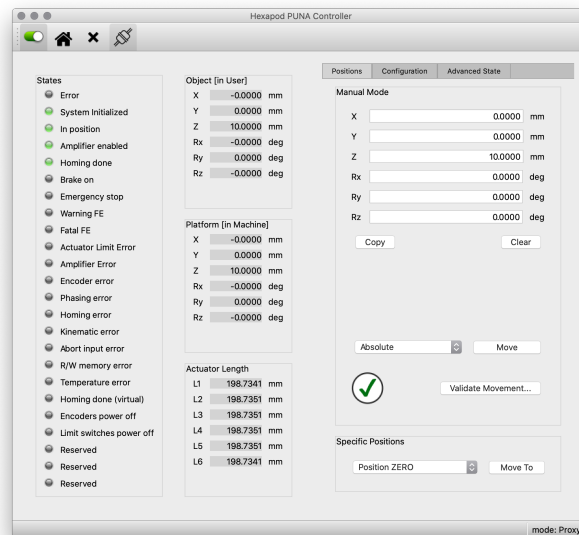 Hexapod PUNA Controller
States
Error
System Initialized
In position
Amplifier enabled
Homing done
Brake on
Emergency stop
Warning FE
Fatal FE
Actuator Limit Error
Amplifier Error
Encoder error
Phasing error
Homing error
Kinematic error
Abort input error
R/W memory error
Temperature error
Homing done (virtual)
Encoders power off
Limit switches power off
Reserved
Reserved
Reserved
Object [in User]
X -0.0000 mm
Y 0.0000 mm
Z 10.0000 mm
Rx -0.0000 deg
Ry 0.0000 deg
Rz -0.0000 deg
Platform [in Machine]
X -0.0000 mm
Y 0.0000 mm
Z 10.0000 mm
Rx -0.0000 deg
Ry 0.0000 deg
Rz -0.0000 deg
Actuator Length
L1 198.7341 mm
L2 198.7351 mm
L3 198.7351 mm
L4 198.7351 mm
L5 198.7351 mm
L6 198.7341 mm
Positions Configuration Advanced State
Manual Mode
X 0.0000 mm
Y 0.0000 mm
Z 10.0000 mm
Rx 0.0000 deg
Ry 0.0000 deg
Rz 0.0000 deg
Copy Clear
Absolute Move
Validate Movement...
Specific Positions
Position ZERO Move To
mode: Proxy